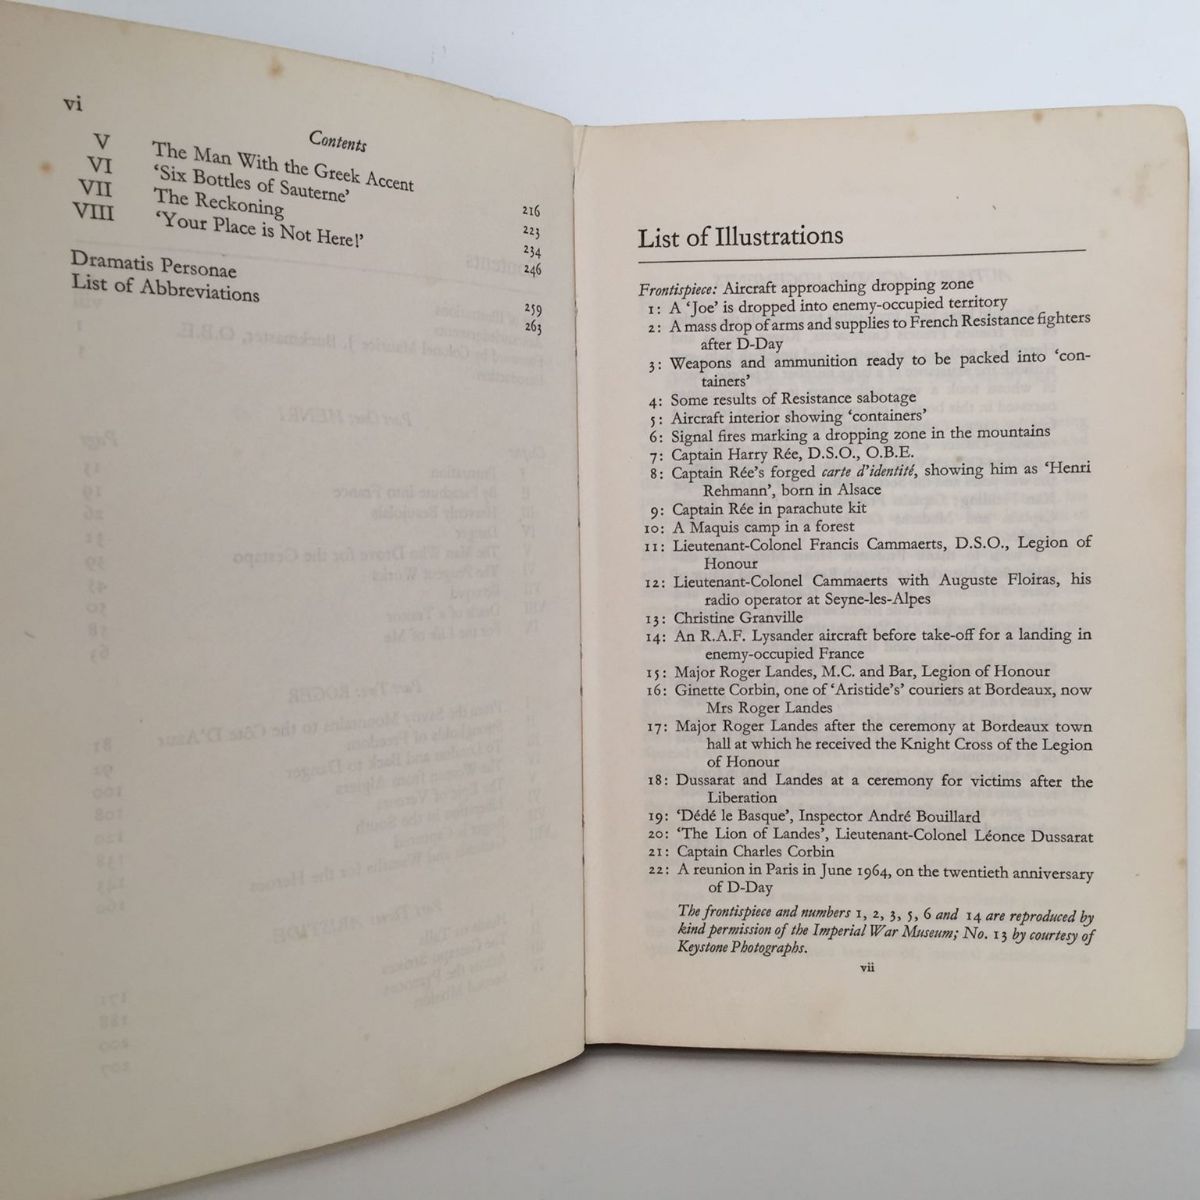 vi
Contents
V The Man With the Greek Accent 216
VI ‘Six Bottles of Sauterne’ 223
VII The Reckoning 234
VIII ‘Your Place is Not Here!’ 246
Dramatis Personae 259
List of Abbreviations 263
List of Illustrations
Frontispiece: Aircraft approaching dropping zone
1: A ‘Joe’ is dropped into enemy-occupied territory
2: A mass drop of arms and supplies to French Resistance fighters
after D-Day
3: Weapons and ammunition ready to be packed into ‘con-
tainers’
4: Some results of Resistance sabotage
5: Aircraft interior showing ‘containers’
6: Signal fires marking a dropping zone in the mountains
7: Captain Harry Rée, D.S.O., O.B.E.
8: Captain Rée’s forged carte d’identité, showing him as ‘Henri
Rehmann’, born in Alsace
9: Captain Rée in parachute kit
10: A Maquis camp in a forest
11: Lieutenant-Colonel Francis Cammaerts, D.S.O., Legion of
Honour
12: Lieutenant-Colonel Cammaerts with Auguste Floiras, his
radio operator at Seyne-les-Alpes
13: Christine Granville
14: An R.A.F. Lysander aircraft before take-off for a landing in
enemy-occupied France
15: Major Roger Landes, M.C. and Bar, Legion of Honour
16: Ginette Corbin, one of ‘Aristide’s’ couriers at Bordeaux, now
Mrs Roger Landes
17: Major Roger Landes after the ceremony at Bordeaux town
hall at which he received the Knight Cross of the Legion
of Honour
18: Dussarat and Landes at a ceremony for victims after the
Liberation
19: ‘Dédé le Basque’, Inspector André Bouillard
20: ‘The Lion of Landes’, Lieutenant-Colonel Léonce Dussarat
21: Captain Charles Corbin
22: A reunion in Paris in June 1964, on the twentieth anniversary
of D-Day
The frontispiece and numbers 1, 2, 3, 5, 6 and 14 are reproduced by
kind permission of the Imperial War Museum; No. 13 by courtesy of
Keystone Photographs.
vii